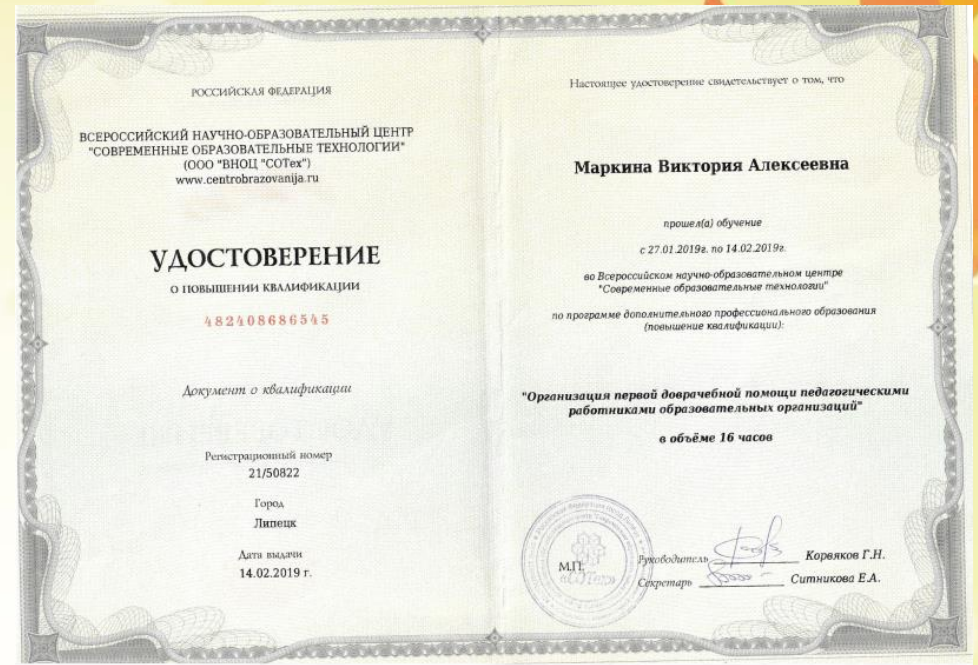 РОССИЙСКАЯ ФЕДЕРАЦИЯ
ВСЕРОССИЙСКИЙ НАУЧНО-ОБРАЗОВАТЕЛЬНЫЙ ЦЕНТР
"СОВРЕМЕННЫЕ ОБРАЗОВАТЕЛЬНЫЕ ТЕХНОЛОГИИ"
(ООО "ВНОЦ "СОТех")
www.centrobrazovanija.ru
УДОСТОВЕРЕНИЕ
О ПОВЫШЕНИИ КВАЛИФИКАЦИИ
482408686545
Документ о квалификации
Регистрационный номер
21/50822
Город
Липецк
Дата выдачи
14.02.2019 г.
Настоящее удостоверение свидетельствует о том, что
Маркина Виктория Алексеевна
прошел(а) обучение
с 27.01.2019г. по 14.02.2019г.
во Всероссийском научно-образовательном центре
"Современные образовательные технологии"
по программе дополнительного профессионального образования
(повышение квалификации):
"Организация первой доврачебной помощи педагогическими
работниками образовательных организаций"
в объёме 16 часов
М.П.
«СОТех»
Руководитель Корвяков Г.Н.
Секретарь Ситникова Е.А.